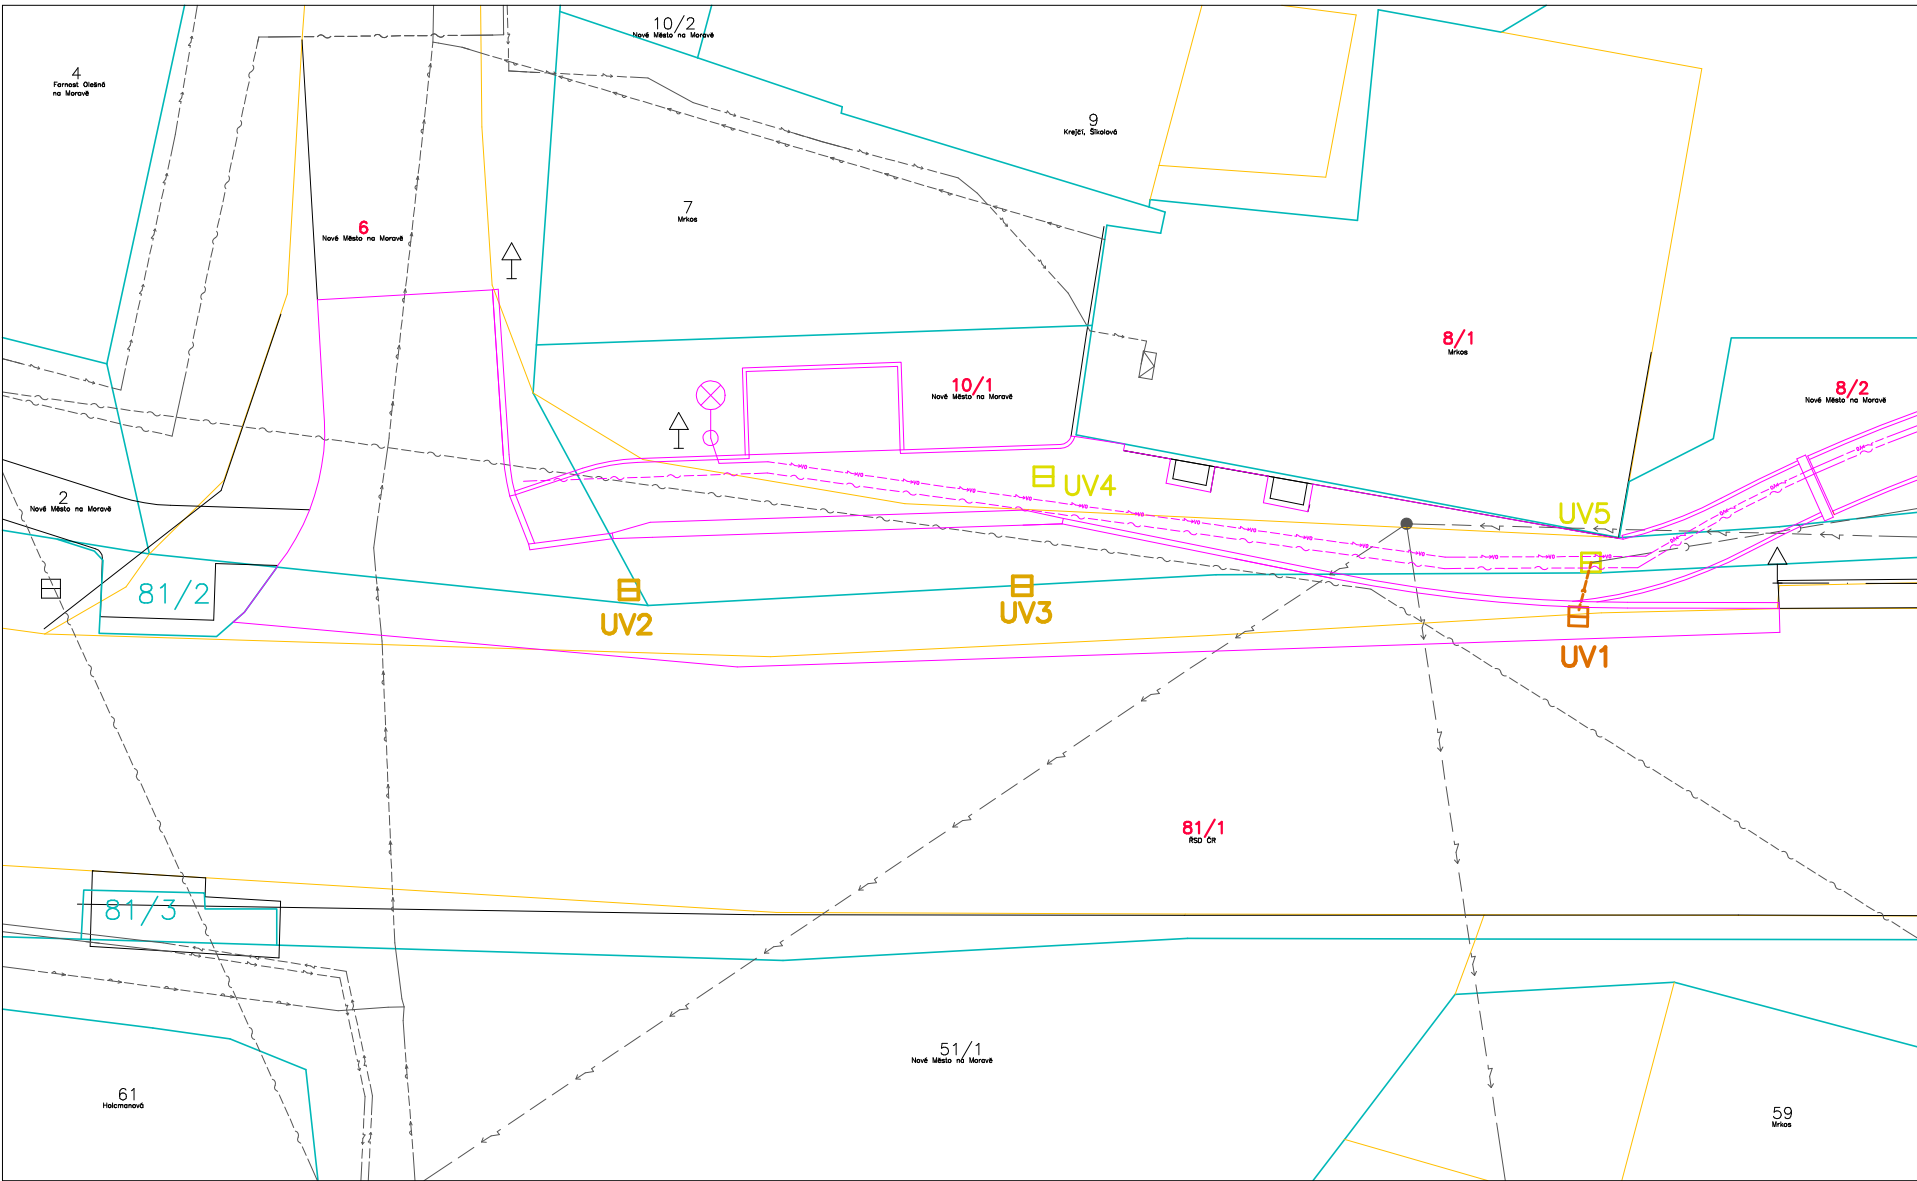 10/2
Nové Město na Moravě
4
Farnost Olešná
na Moravě
9
Krejčí, Šikolová
7
Mrkos
6
Nové Město na Moravě
8/1
Mrkos
10/1
Nové Město na Moravě
8/2
Nové Město na Moravě
2
Nové Město na Moravě
UV4
UV5
81/2
UV2
UV3
UV1
81/1
ŘSD ČR
81/3
51/1
Nové Město na Moravě
61
Holcmanová
59
Mrkos